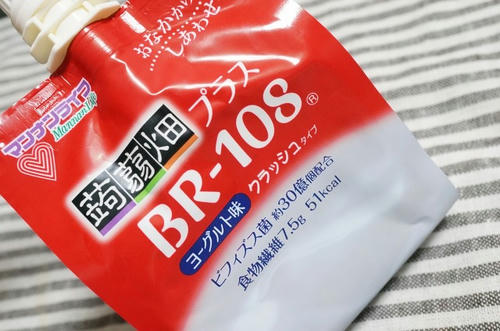 おなかから
しあわせ
マンナンライフ
Mannan Life
蒟蒻畑
プラス
BR-108®
ヨーグルト味
クラッシュタイプ
ビフィズス菌 約30億個配合
食物繊維7.5g 51kcal